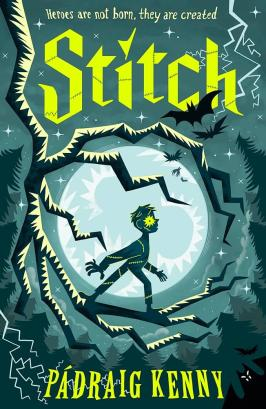 Heroes are not born, they are created
Stitch
PÁDRAIG KENNY